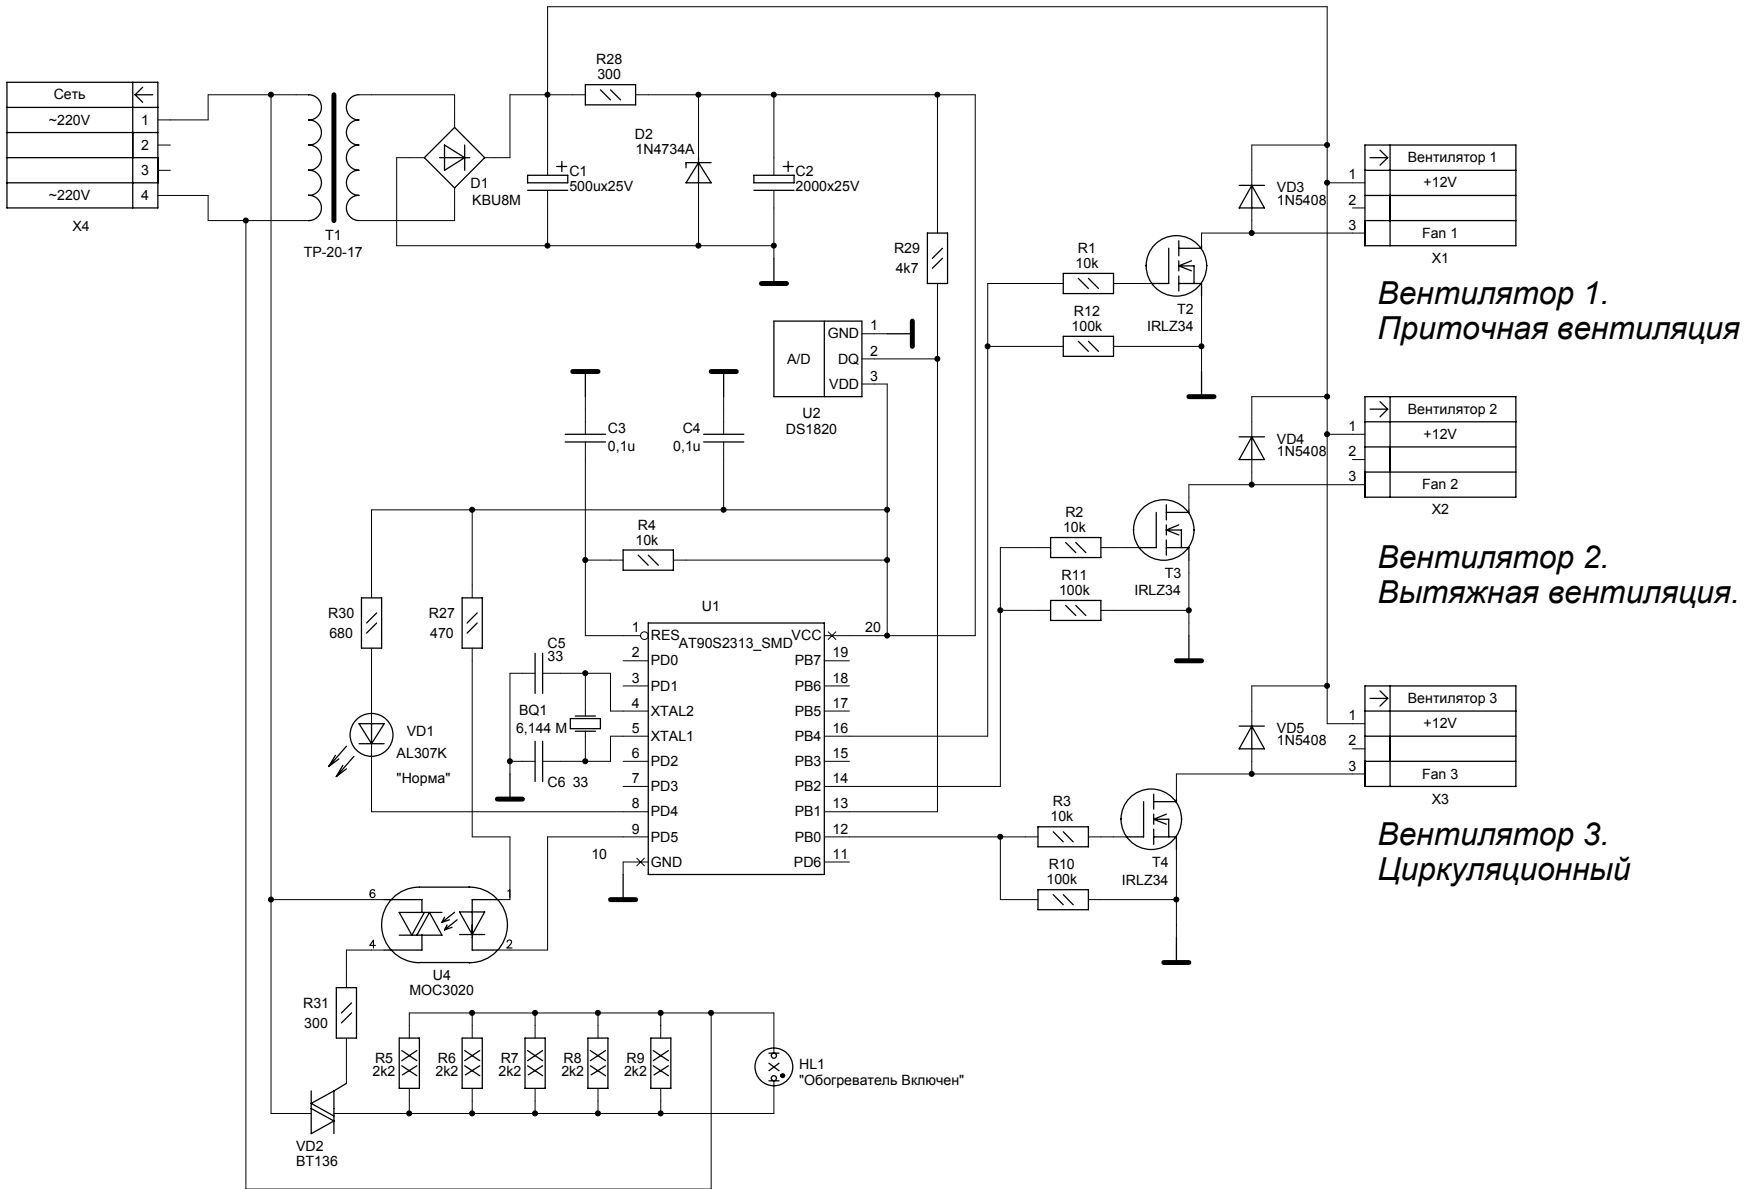 Сеть
~220V 1
2
3
~220V 4
X4
T1
TP-20-17
D1
KBU8M
R28
300
C1
500ux25V
D2
1N4734A
C2
2000x25V
R29
4k7
A/D
GND 1
DQ 2
VDD 3
U2
DS1820
C3
0,1u
C4
0,1u
R4
10k
R30
680
R27
470
VD1
AL307K
"Норма"
C5
33
BQ1
6,144 M
C6 33
U1
AT90S2313_SMD
1 RES
2 PD0
3 PD1
4 XTAL2
5 XTAL1
6 PD2
7 PD3
8 PD4
9 PD5
10 GND
VCC 20
PB7 19
PB6 18
PB5 17
PB4 16
PB3 15
PB2 14
PB1 13
PB0 12
PD6 11
6
4
1
2
U4
MOC3020
R31
300
VD2
BT136
R5
2k2
R6
2k2
R7
2k2
R8
2k2
R9
2k2
HL1
"Обогреватель Включен"
R1
10k
R12
100k
T2
IRLZ34
VD3
1N5408
Вентилятор 1
1 +12V
2
3 Fan 1
X1
Вентилятор 1.
Приточная вентиляция
R2
10k
R11
100k
T3
IRLZ34
VD4
1N5408
Вентилятор 2
1 +12V
2
3 Fan 2
X2
Вентилятор 2.
Вытяжная вентиляция.
R3
10k
R10
100k
T4
IRLZ34
VD5
1N5408
Вентилятор 3
1 +12V
2
3 Fan 3
X3
Вентилятор 3.
Циркуляционный